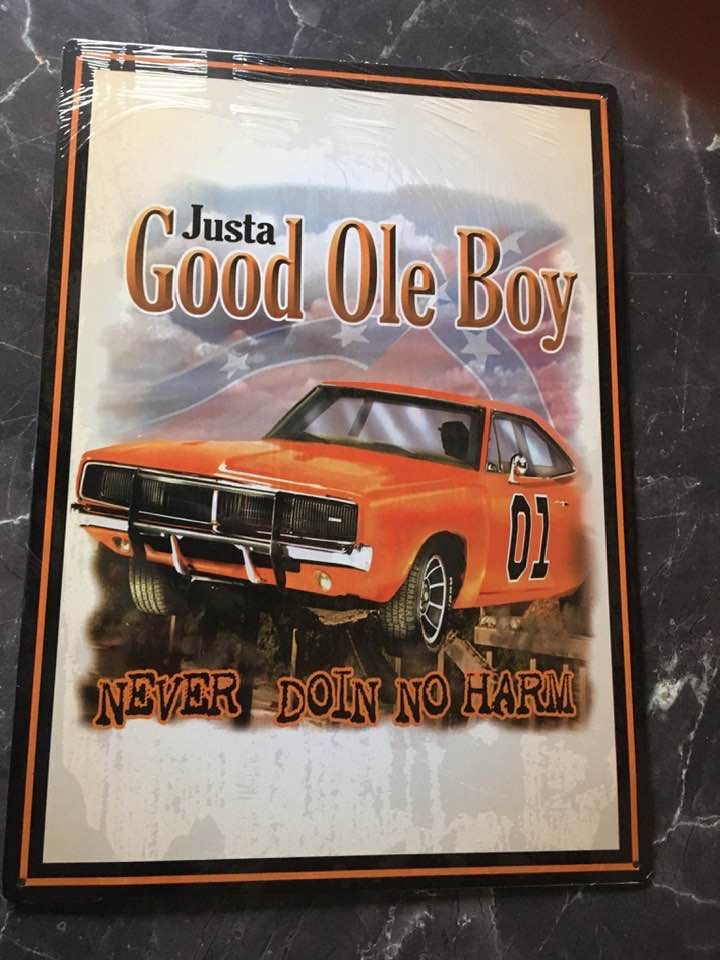 Justa
Good Ole Boy
01
NEVER DOIN NO HARM